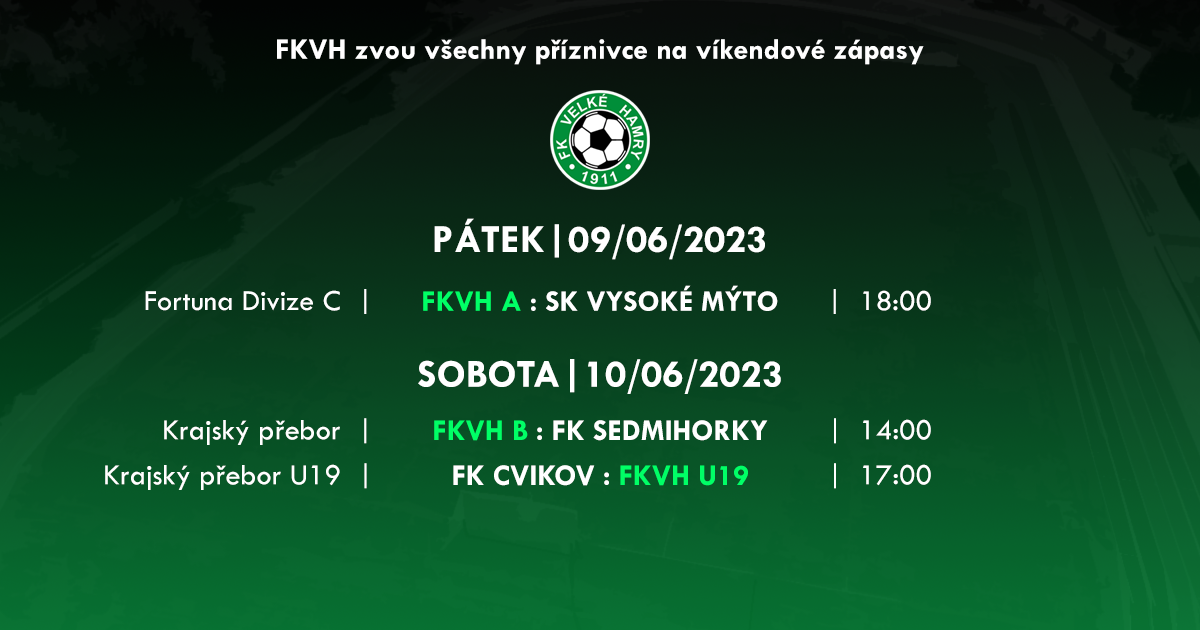 FKVH zvou všechny příznivce na víkendové zápasy
FK VELKÉ HAMRY
1911
PÁTEK|09/06/2023
Fortuna Divize C | FKVH A : SK VYSOKÉ MÝTO | 18:00
SOBOTA|10/06/2023
Krajský přebor | FKVH B : FK SEDMIHORKY | 14:00
Krajský přebor U19 | FK CVIKOV : FKVH U19 | 17:00